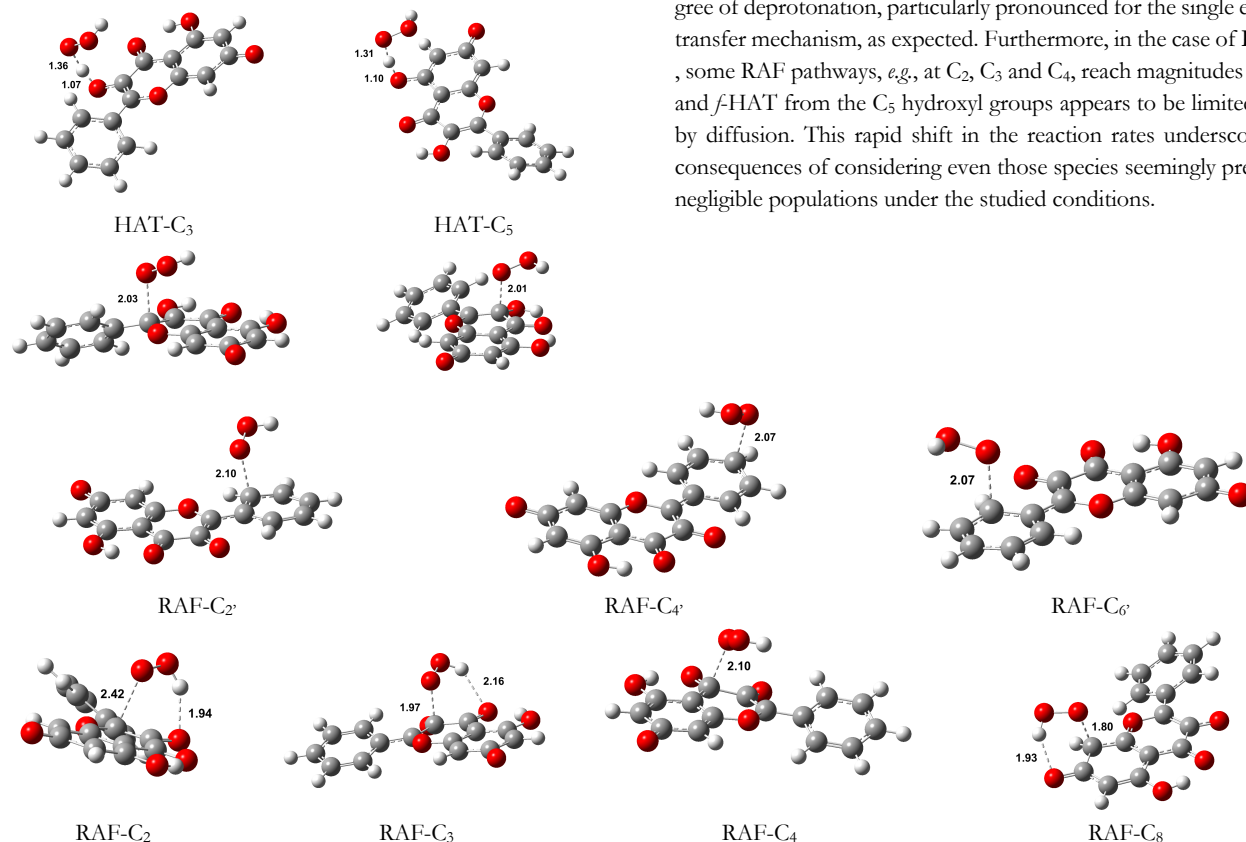 gree of deprotonation, particularly pronounced for the single e
transfer mechanism, as expected. Furthermore, in the case of
, some RAF pathways, e.g., at C₂, C₃ and C₄, reach magnitudes
and f-HAT from the C₅ hydroxyl groups appears to be limited
by diffusion. This rapid shift in the reaction rates undersco
consequences of considering even those species seemingly pre
negligible populations under the studied conditions.
1.36
1.07
1.31
1.10
HAT-C₃
HAT-C₅
2.03
2.01
2.10
2.07
2.07
RAF-C₂’
RAF-C₄’
RAF-C₆’
2.42
1.94
1.97
2.16
2.10
1.80
1.93
RAF-C₂
RAF-C₃
RAF-C₄
RAF-C₈